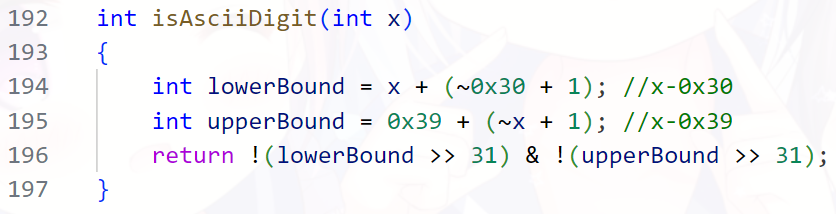 192 int isAsciiDigit(int x)
193 {
194     int lowerBound = x + (~0x30 + 1); //x-0x30
195     int upperBound = 0x39 + (~x + 1); //x-0x39
196     return !(lowerBound >> 31) & !(upperBound >> 31);
197 }